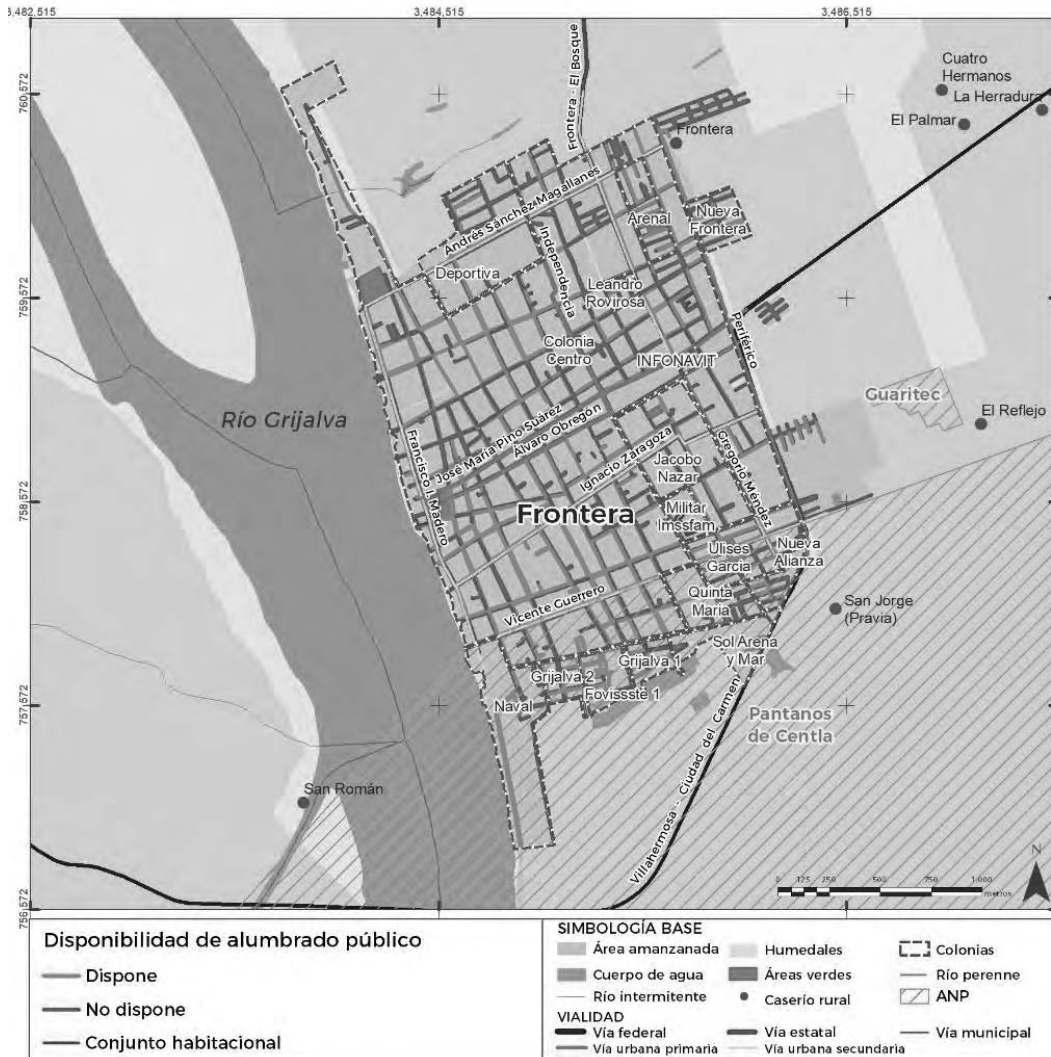 3,482,515
3,484,515
3,486,515
760,572
759,572
758,572
757,572
756,572
Frontera - El Bosque
Cuatro
Hermanos
La Herradura
El Palmar
Frontera
Andrés Sánchez Magallanes
Arenal
Nueva
Frontera
Independencia
Deportiva
Leandro
Rovirosa
Periférico
Colonia
Centro
INFONAVIT
Guaritec
El Reflejo
Río Grijalva
José María Pino Suárez
Álvaro Obregón
Francisco I. Madero
Ignacio Zaragoza
Gregorio Méndez
Jacobo
Nazar
Frontera
Militar
Imssfam
Ulises
García
Nueva
Alianza
Vicente Guerrero
Quinta
María
San Jorge
(Pravia)
Sol Arena
y Mar
Grijalva 1
Grijalva 2
Fovissste 1
Naval
Pantanos
de Centla
San Román
Villahermosa - Ciudad del Carmen
N
0 125 250 500 750 1,000
metros
Disponibilidad de alumbrado público
Dispone
No dispone
Conjunto habitacional
SIMBOLOGÍA BASE
Área amanzanada
Humedales
Colonias
Cuerpo de agua
Áreas verdes
Río perenne
Río intermitente
Caserío rural
ANP
VIALIDAD
Vía federal
Vía estatal
Vía municipal
Vía urbana primaria
Vía urbana secundaria